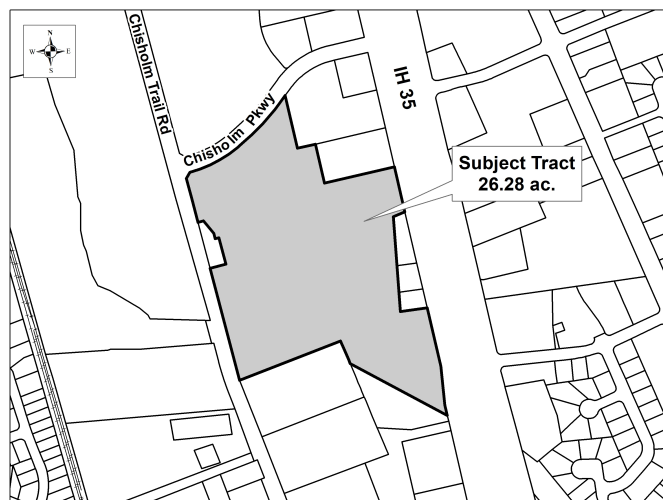 N
W E
S
Chisholm Trail Rd
Chisholm Pkwy
IH 35
Subject Tract
26.28 ac.